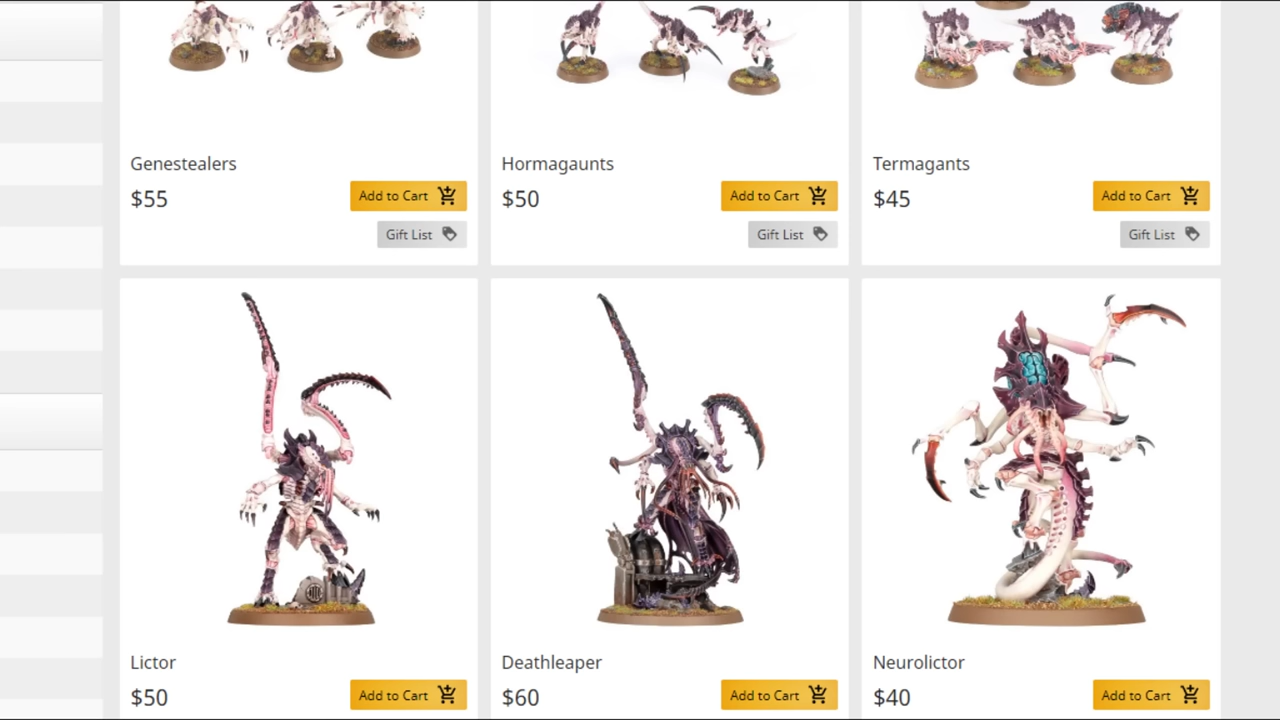 Genestealers
$55
Add to Cart
Gift List
Hormagaunts
$50
Add to Cart
Gift List
Termagants
$45
Add to Cart
Gift List
Lictor
$50
Add to Cart
Deathleaper
$60
Add to Cart
Neurolictor
$40
Add to Cart